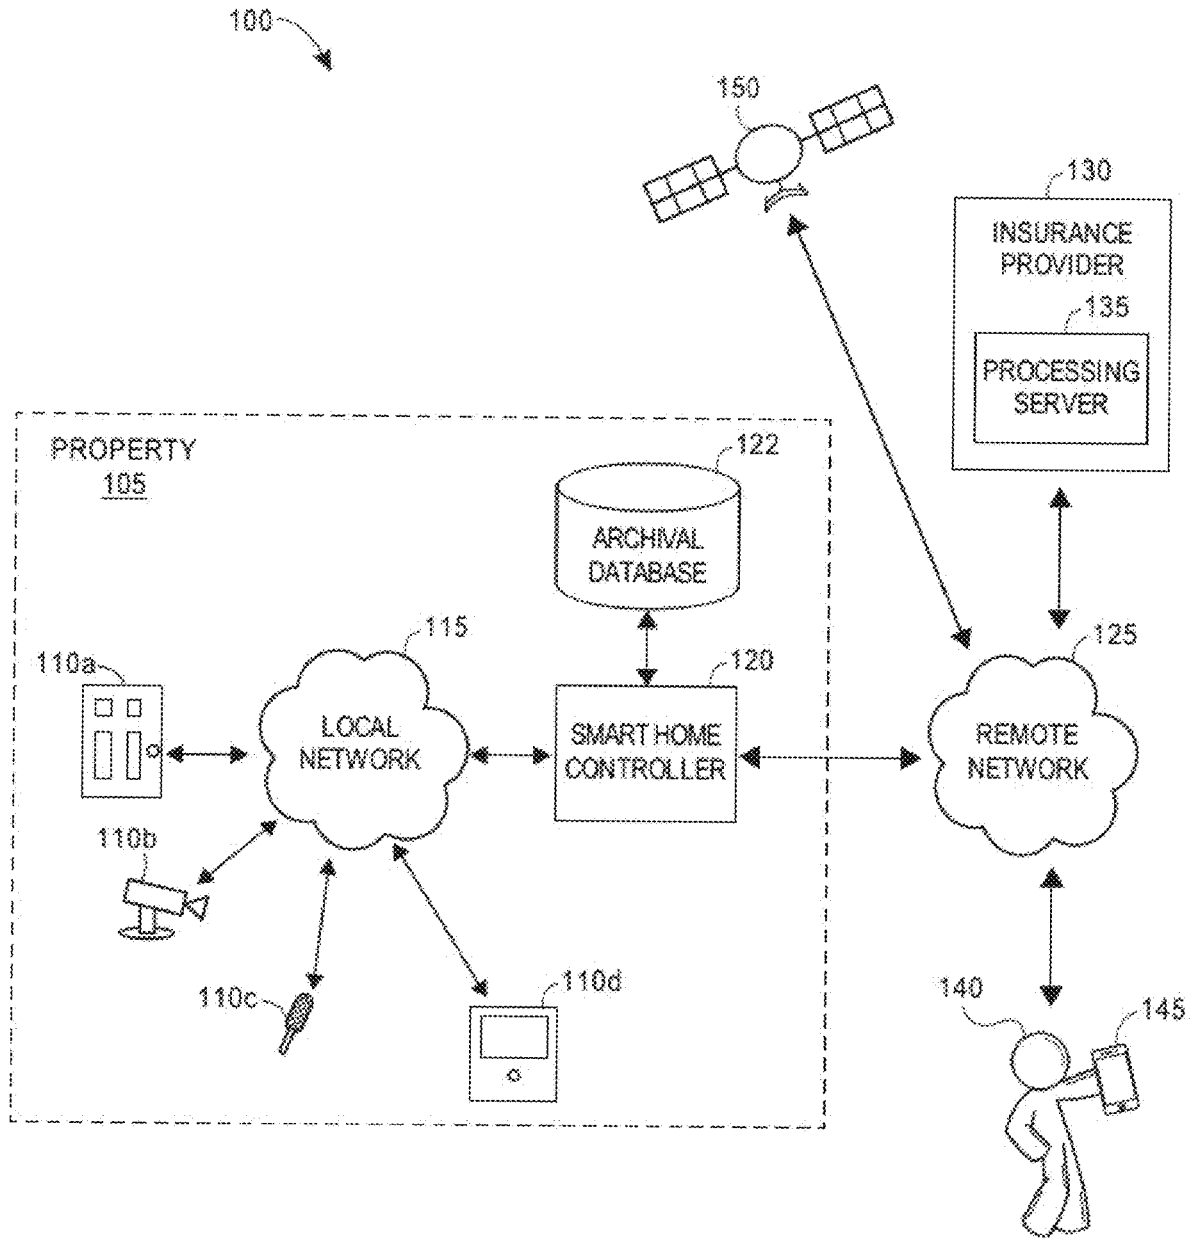 100
150
130
INSURANCE
PROVIDER
135
PROCESSING
SERVER
PROPERTY
105
122
ARCHIVAL
DATABASE
115
110a
LOCAL
NETWORK
120
SMART HOME
CONTROLLER
125
REMOTE
NETWORK
110b
110c
110d
140
145